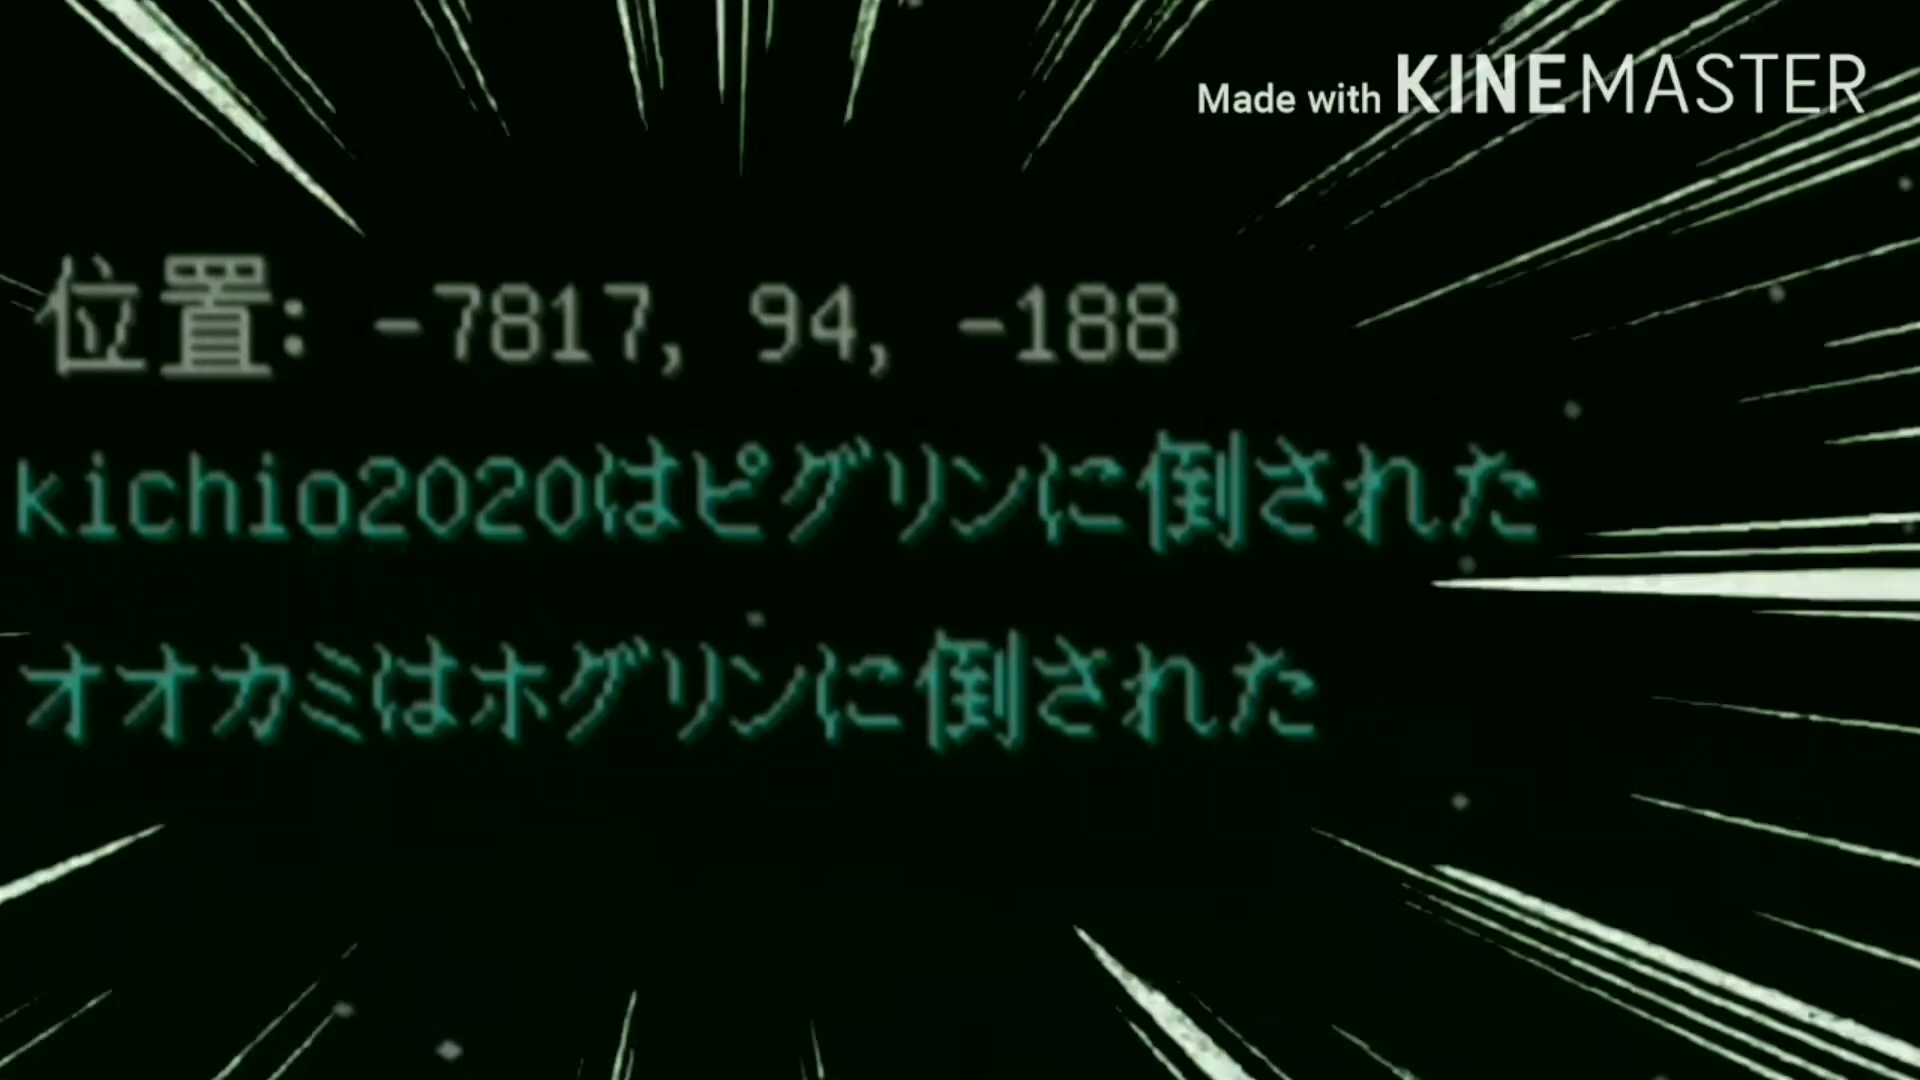 Made with KINEMASTER
位置: -7817, 94, -188
kichio2020はピグリンに倒された
オオカミはホグリンに倒された